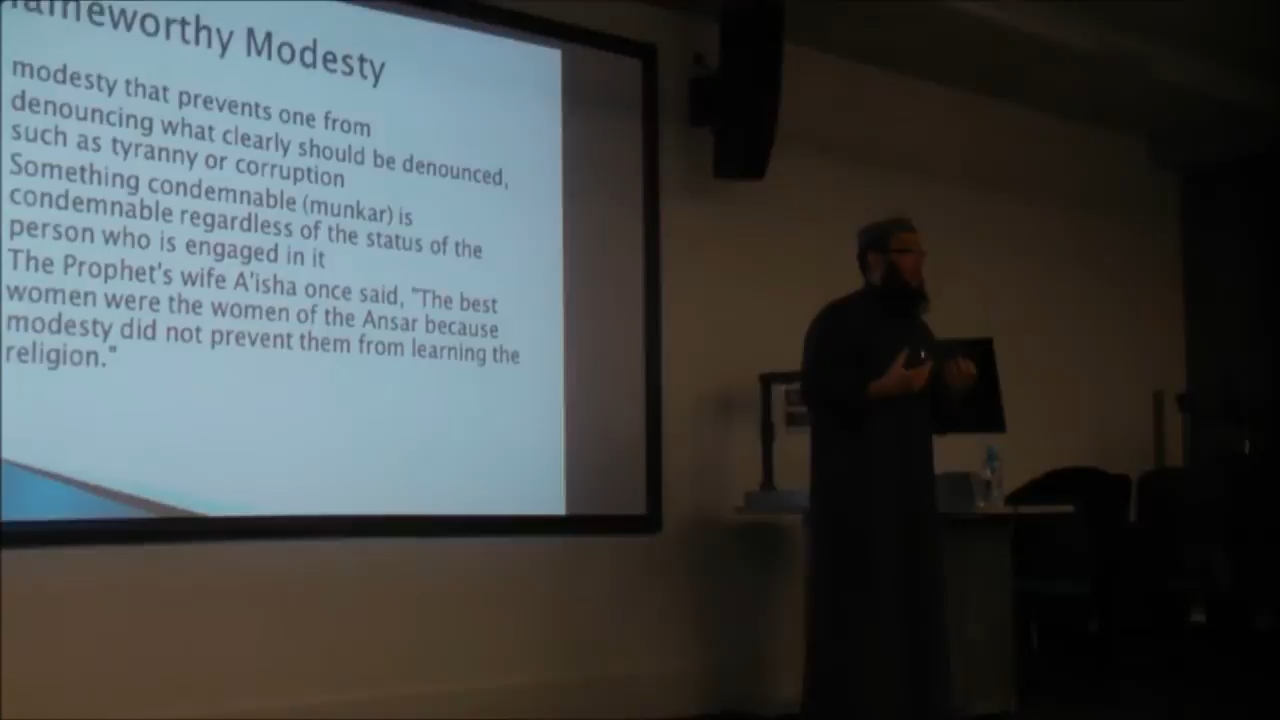 Modesty
modesty that prevents one from
denouncing what clearly should be denounced,
such as tyranny or corruption
Something condemnable (munkar) is
condemnable regardless of the status of the
person who is engaged in it
The Prophet's wife A'isha once said, "The best
women were the women of the Ansar because
modesty did not prevent them from learning the
religion."